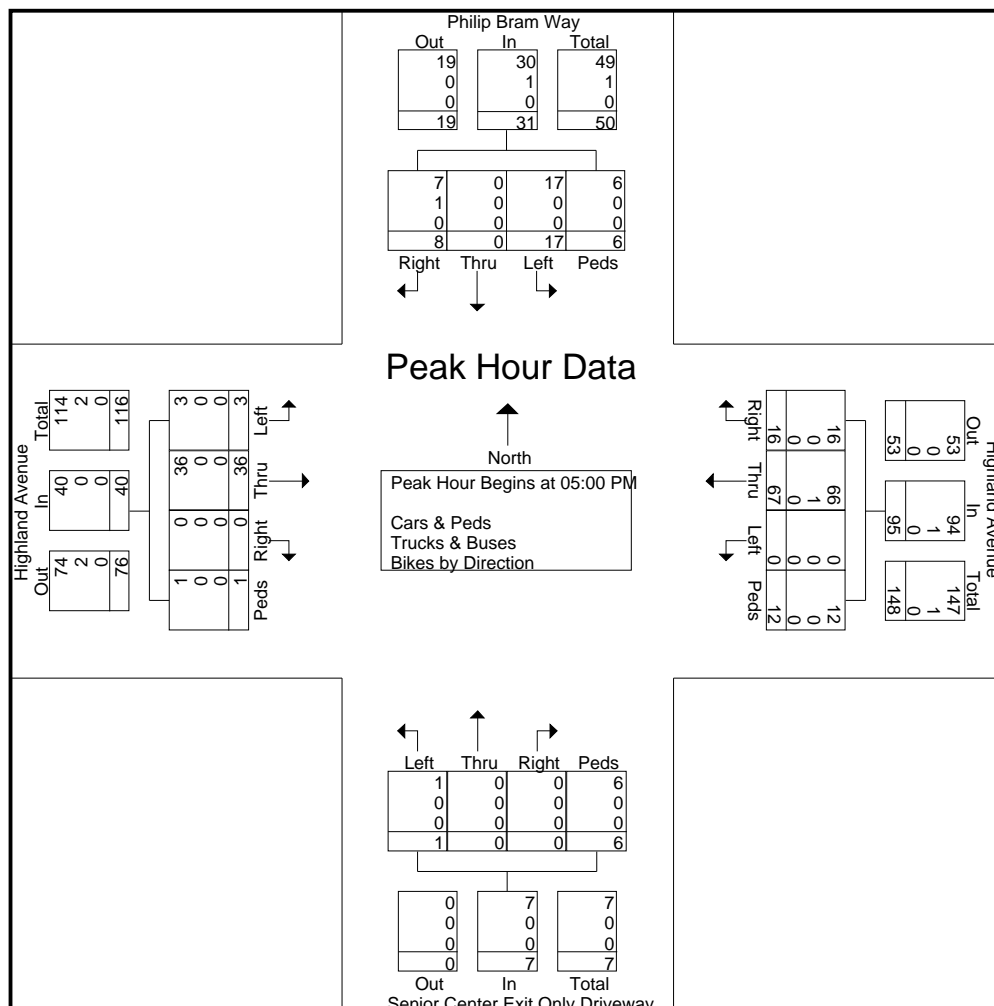 Philip Bram Way
Out In Total
19 30 49
0 1 1
0 0 0
19 31 50
7 0 17 6
1 0 0 0
0 0 0 0
8 0 17 6
Right Thru Left Peds
Peak Hour Data
North
Peak Hour Begins at 05:00 PM
Cars & Peds
Trucks & Buses
Bikes by Direction
Highland Avenue
Out In Total
74 40 114
2 0 2
0 0 0
76 40 116
Peds Right Thru Left
1 0 36 3
0 0 0 0
0 0 0 0
1 0 36 3
Highland Avenue
Out In Total
53 94 147
0 1 1
0 0 0
53 95 148
16 66 0 12
0 1 0 0
0 0 0 0
16 67 0 12
Right Thru Left Peds
Left Thru Right Peds
1 0 0 6
0 0 0 0
0 0 0 0
1 0 0 6
0 7 7
0 0 0
0 0 0
0 7 7
Out In Total
Senior Center Exit Only Driveway